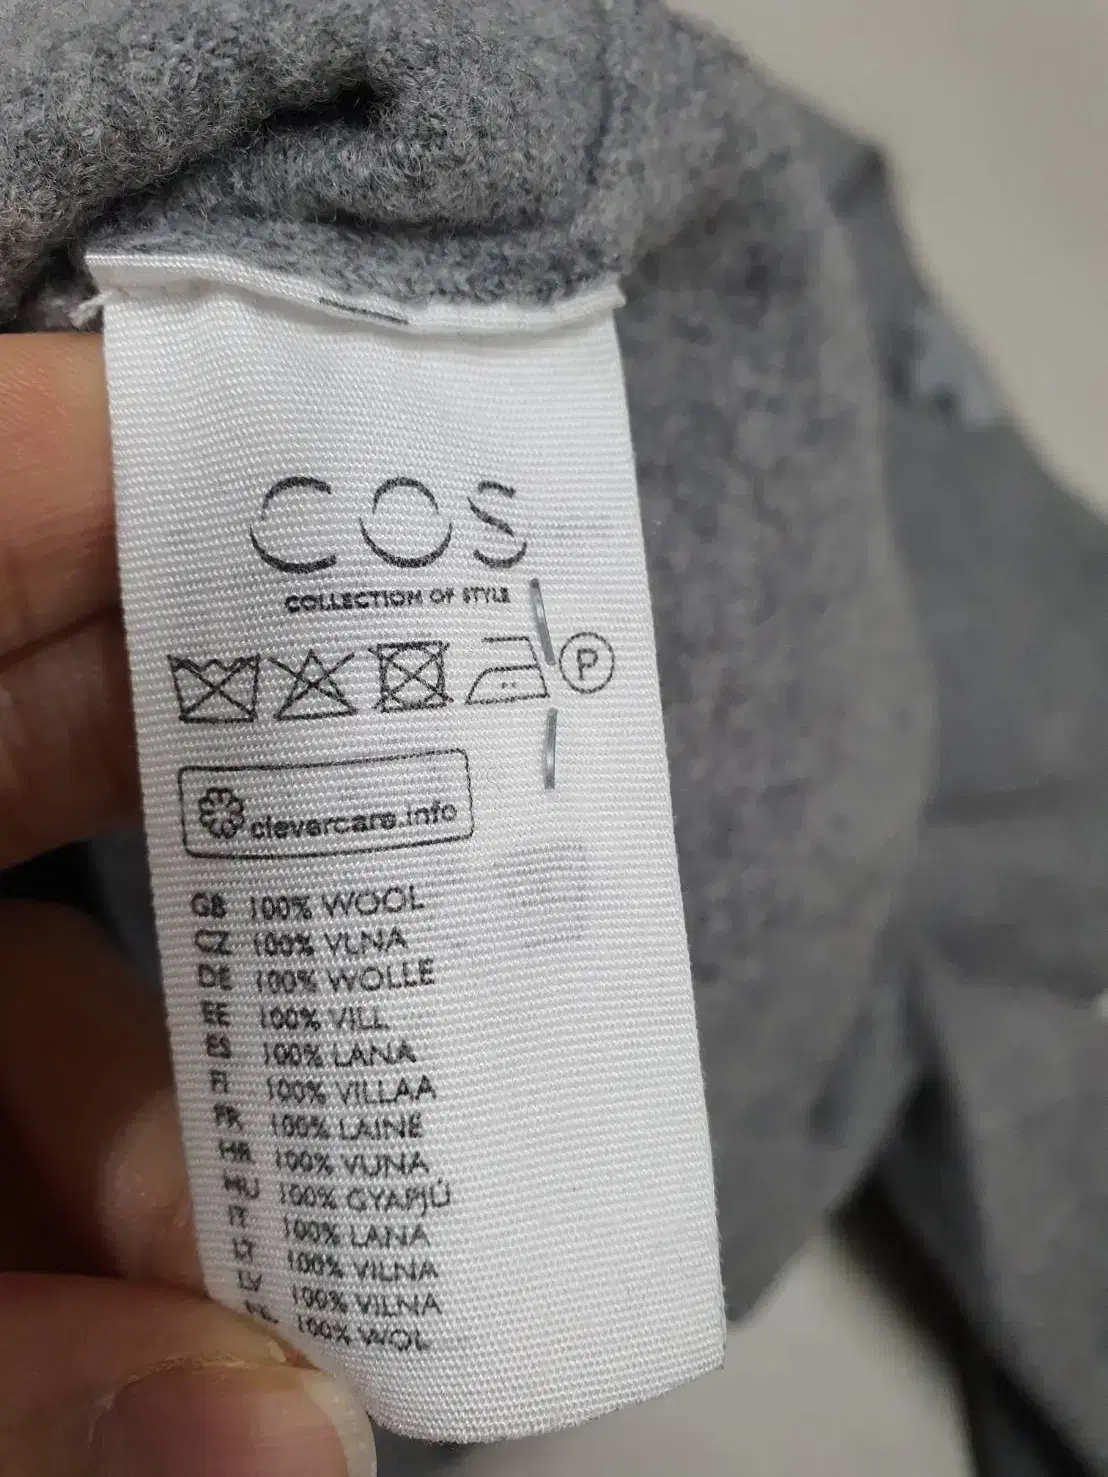 COS
COLLECTION OF STYLE
P
clevercare.info
GB 100% WOOL
CZ 100% VLNA
DE 100% WOLLE
EE 100% VILL
ES 100% LANA
FI 100% VILLAA
FR 100% LAINE
HR 100% VUNA
HU 100% GYAPJÚ
IT 100% LANA
LT 100% VILNA
LV 100% VILNA
100% WOL